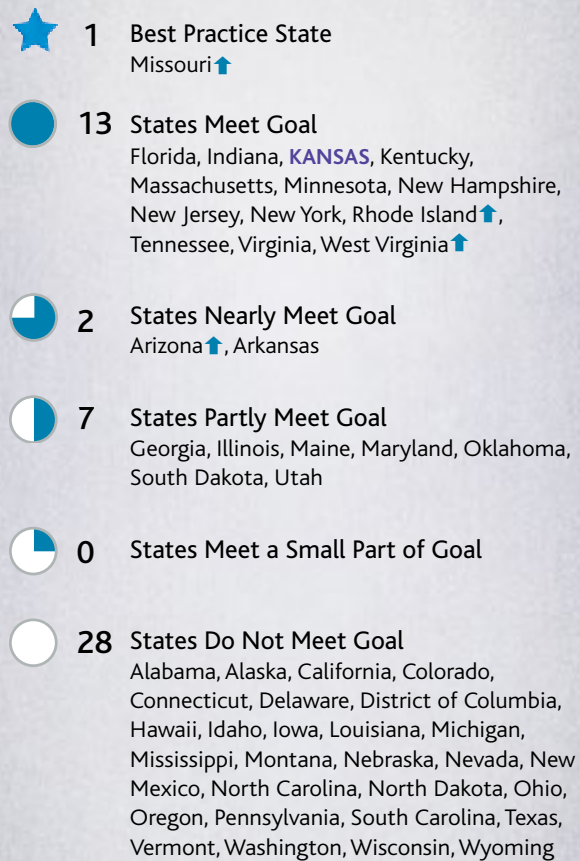 1 Best Practice State
Missouri
13 States Meet Goal
Florida, Indiana, KANSAS, Kentucky,
Massachusetts, Minnesota, New Hampshire,
New Jersey, New York, Rhode Island,
Tennessee, Virginia, West Virginia
2 States Nearly Meet Goal
Arizona, Arkansas
7 States Partly Meet Goal
Georgia, Illinois, Maine, Maryland, Oklahoma,
South Dakota, Utah
0 States Meet a Small Part of Goal
28 States Do Not Meet Goal
Alabama, Alaska, California, Colorado,
Connecticut, Delaware, District of Columbia,
Hawaii, Idaho, Iowa, Louisiana, Michigan,
Mississippi, Montana, Nebraska, Nevada, New
Mexico, North Carolina, North Dakota, Ohio,
Oregon, Pennsylvania, South Carolina, Texas,
Vermont, Washington, Wisconsin, Wyoming